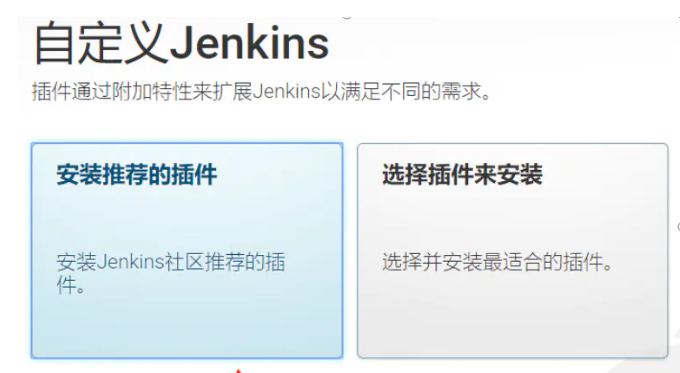 自定义Jenkins
插件通过附加特性来扩展Jenkins以满足不同的需求。
安装推荐的插件
安装Jenkins社区推荐的插
件。
选择插件来安装
选择并安装最适合的插件。